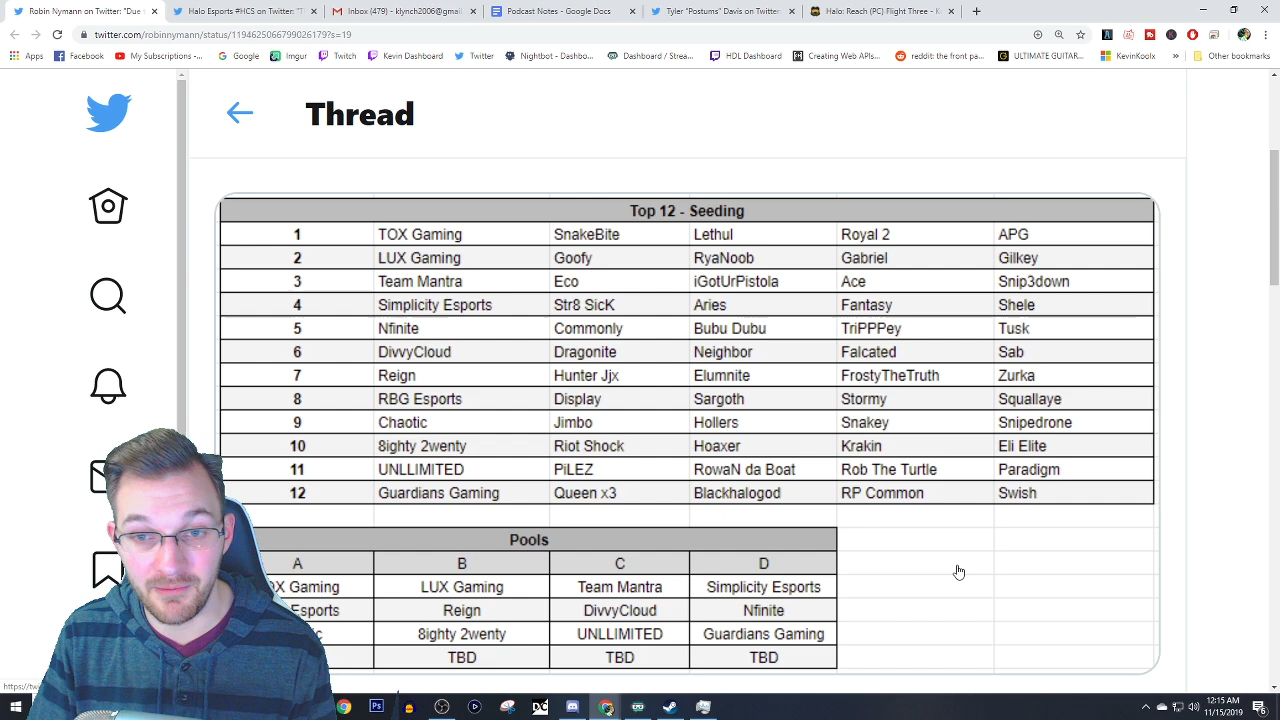 Robin Nymann on Twitter: "Due t
Halo Esports #HCS on Twitter: "T
Inbox (479) - klynch2006@gmail
Podcast Notes - Google Docs
Tyler "Postums" Davis on Twitter:
Halo: Reach (PC) Flight Three - K
twitter.com/robinnymann/status/1194625066799026179?s=19
Apps
Facebook
My Subscriptions -...
Google
Imgur
Twitch
Kevin Dashboard
Twitter
Nightbot - Dashbo...
Dashboard / Strea...
HDL Dashboard
Creating WoW App...
reddit: the front pa...
ULTIMATE GUITAR...
KevinKoolx
Other bookmarks
Thread
Top 12 - Seeding
1 TOX Gaming SnakeBite Lethul Royal 2 APG
2 LUX Gaming Goofy RyaNoob Gabriel Gilkey
3 Team Mantra Eco iGotUrPistola Ace Snip3down
4 Simplicity Esports Str8 SicK Aries Fantasy Shele
5 Nfinite Commonly Bubu Dubu TriPPPey Tusk
6 DivvyCloud Dragonite Neighbor Falcated Sab
7 Reign Hunter Jjx Elumnite FrostyTheTruth Zurka
8 RBG Esports Display Sargoth Stormy Squallaye
9 Chaotic Jimbo Hollers Snakey Snipedrone
10 8ighty 2wenty Riot Shock Hoaxer Krakin Eli Elite
11 UNLLIMITED PiLEZ RowaN da Boat Rob The Turtle Paradigm
12 Guardians Gaming Queen x3 Blackhalogod RP Common Swish
Pools
A B C D
X Gaming LUX Gaming Team Mantra Simplicity Esports
Esports Reign DivvyCloud Nfinite
c 8ighty 2wenty UNLLIMITED Guardians Gaming
TBD TBD TBD
https://tw
12:15 AM
11/15/2019